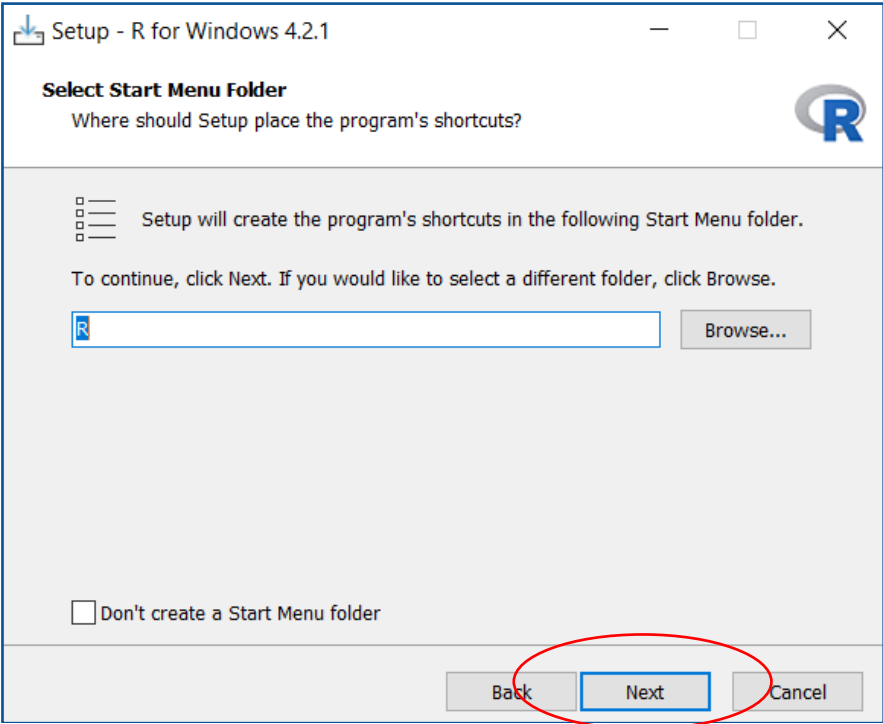 Setup - R for Windows 4.2.1
Select Start Menu Folder
Where should Setup place the program's shortcuts?
R
Setup will create the program's shortcuts in the following Start Menu folder.
To continue, click Next. If you would like to select a different folder, click Browse.
R
Browse...
Don't create a Start Menu folder
Back
Next
Cancel